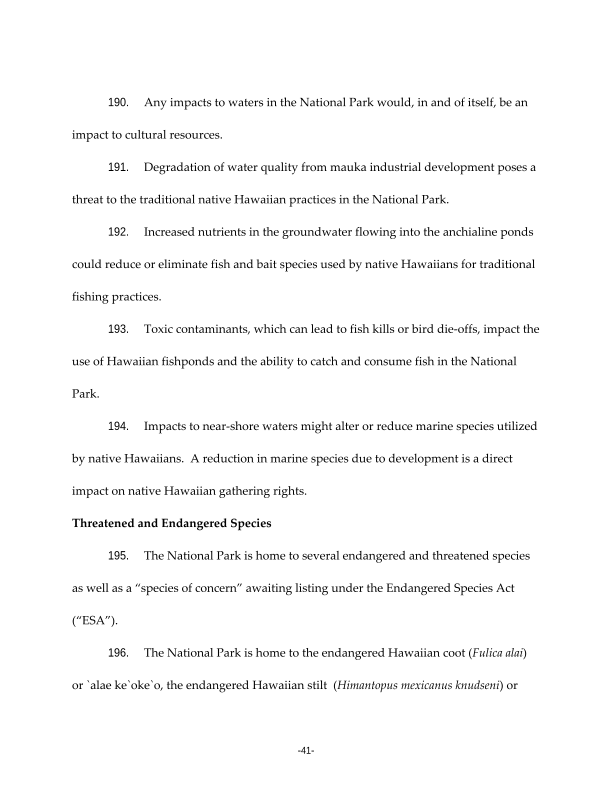 190. Any impacts to waters in the National Park would, in and of itself, be an
impact to cultural resources.
191. Degradation of water quality from mauka industrial development poses a
threat to the traditional native Hawaiian practices in the National Park.
192. Increased nutrients in the groundwater flowing into the anchialine ponds
could reduce or eliminate fish and bait species used by native Hawaiians for traditional
fishing practices.
193. Toxic contaminants, which can lead to fish kills or bird die-offs, impact the
use of Hawaiian fishponds and the ability to catch and consume fish in the National
Park.
194. Impacts to near-shore waters might alter or reduce marine species utilized
by native Hawaiians.  A reduction in marine species due to development is a direct
impact on native Hawaiian gathering rights.
Threatened and Endangered Species
195. The National Park is home to several endangered and threatened species
as well as a “species of concern” awaiting listing under the Endangered Species Act
(“ESA”).
196. The National Park is home to the endangered Hawaiian coot (Fulica alai)
or `alae ke`oke`o, the endangered Hawaiian stilt  (Himantopus mexicanus knudseni) or
-41-